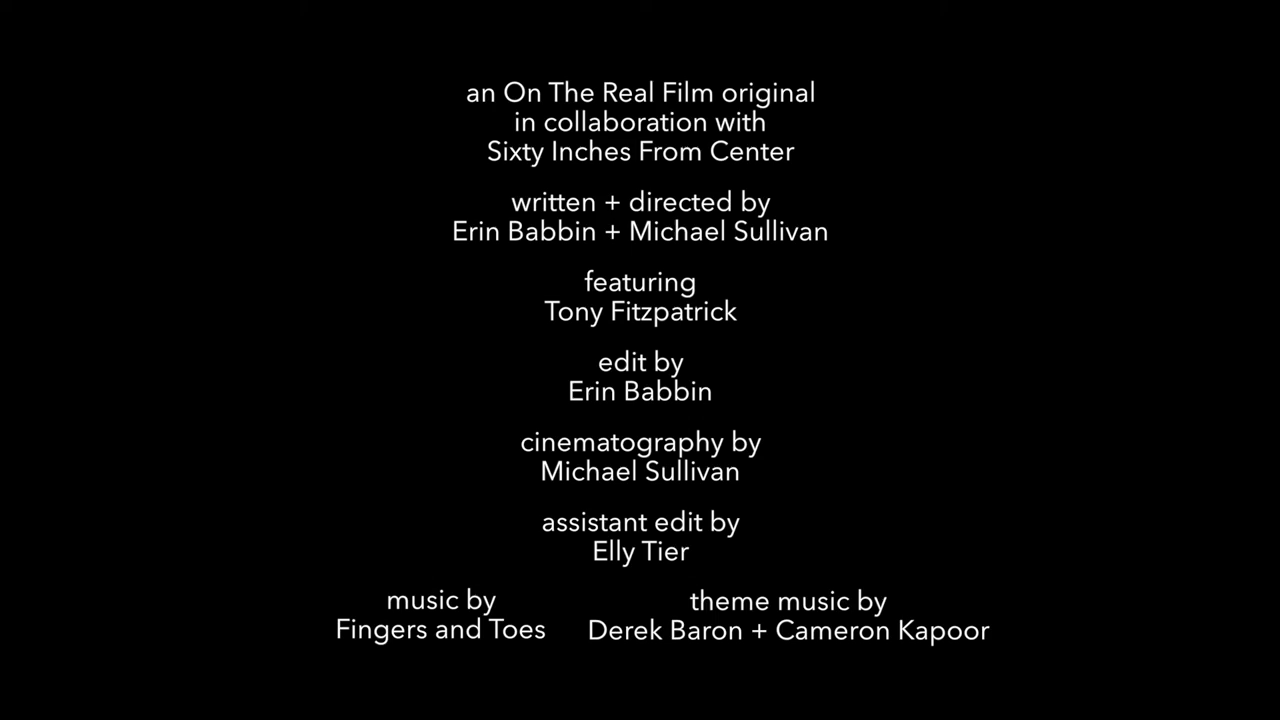 an On The Real Film original
in collaboration with
Sixty Inches From Center
written + directed by
Erin Babbin + Michael Sullivan
featuring
Tony Fitzpatrick
edit by
Erin Babbin
cinematography by
Michael Sullivan
assistant edit by
Elly Tier
music by
Fingers and Toes
theme music by
Derek Baron + Cameron Kapoor